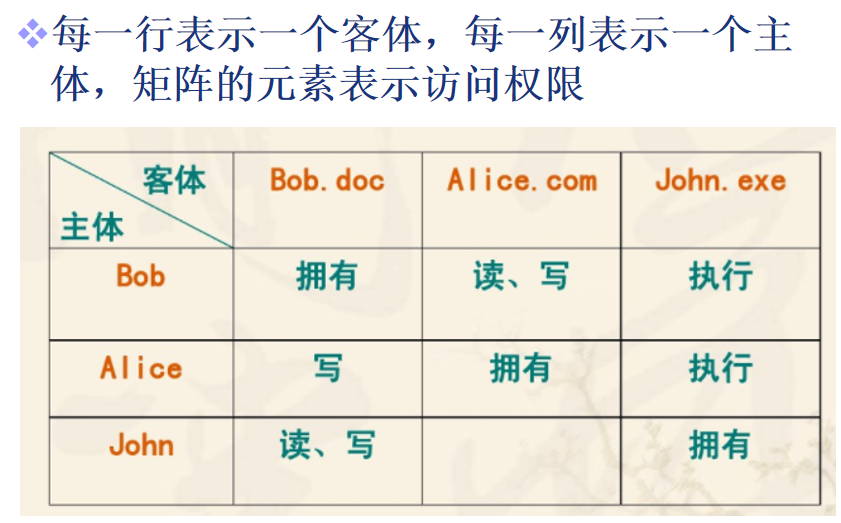 每一行表示一个客体，每一列表示一个主
体，矩阵的元素表示访问权限
客体 Bob.doc Alice.com John.exe
主体
Bob 拥有 读、写 执行
Alice 写 拥有 执行
John 读、写 拥有